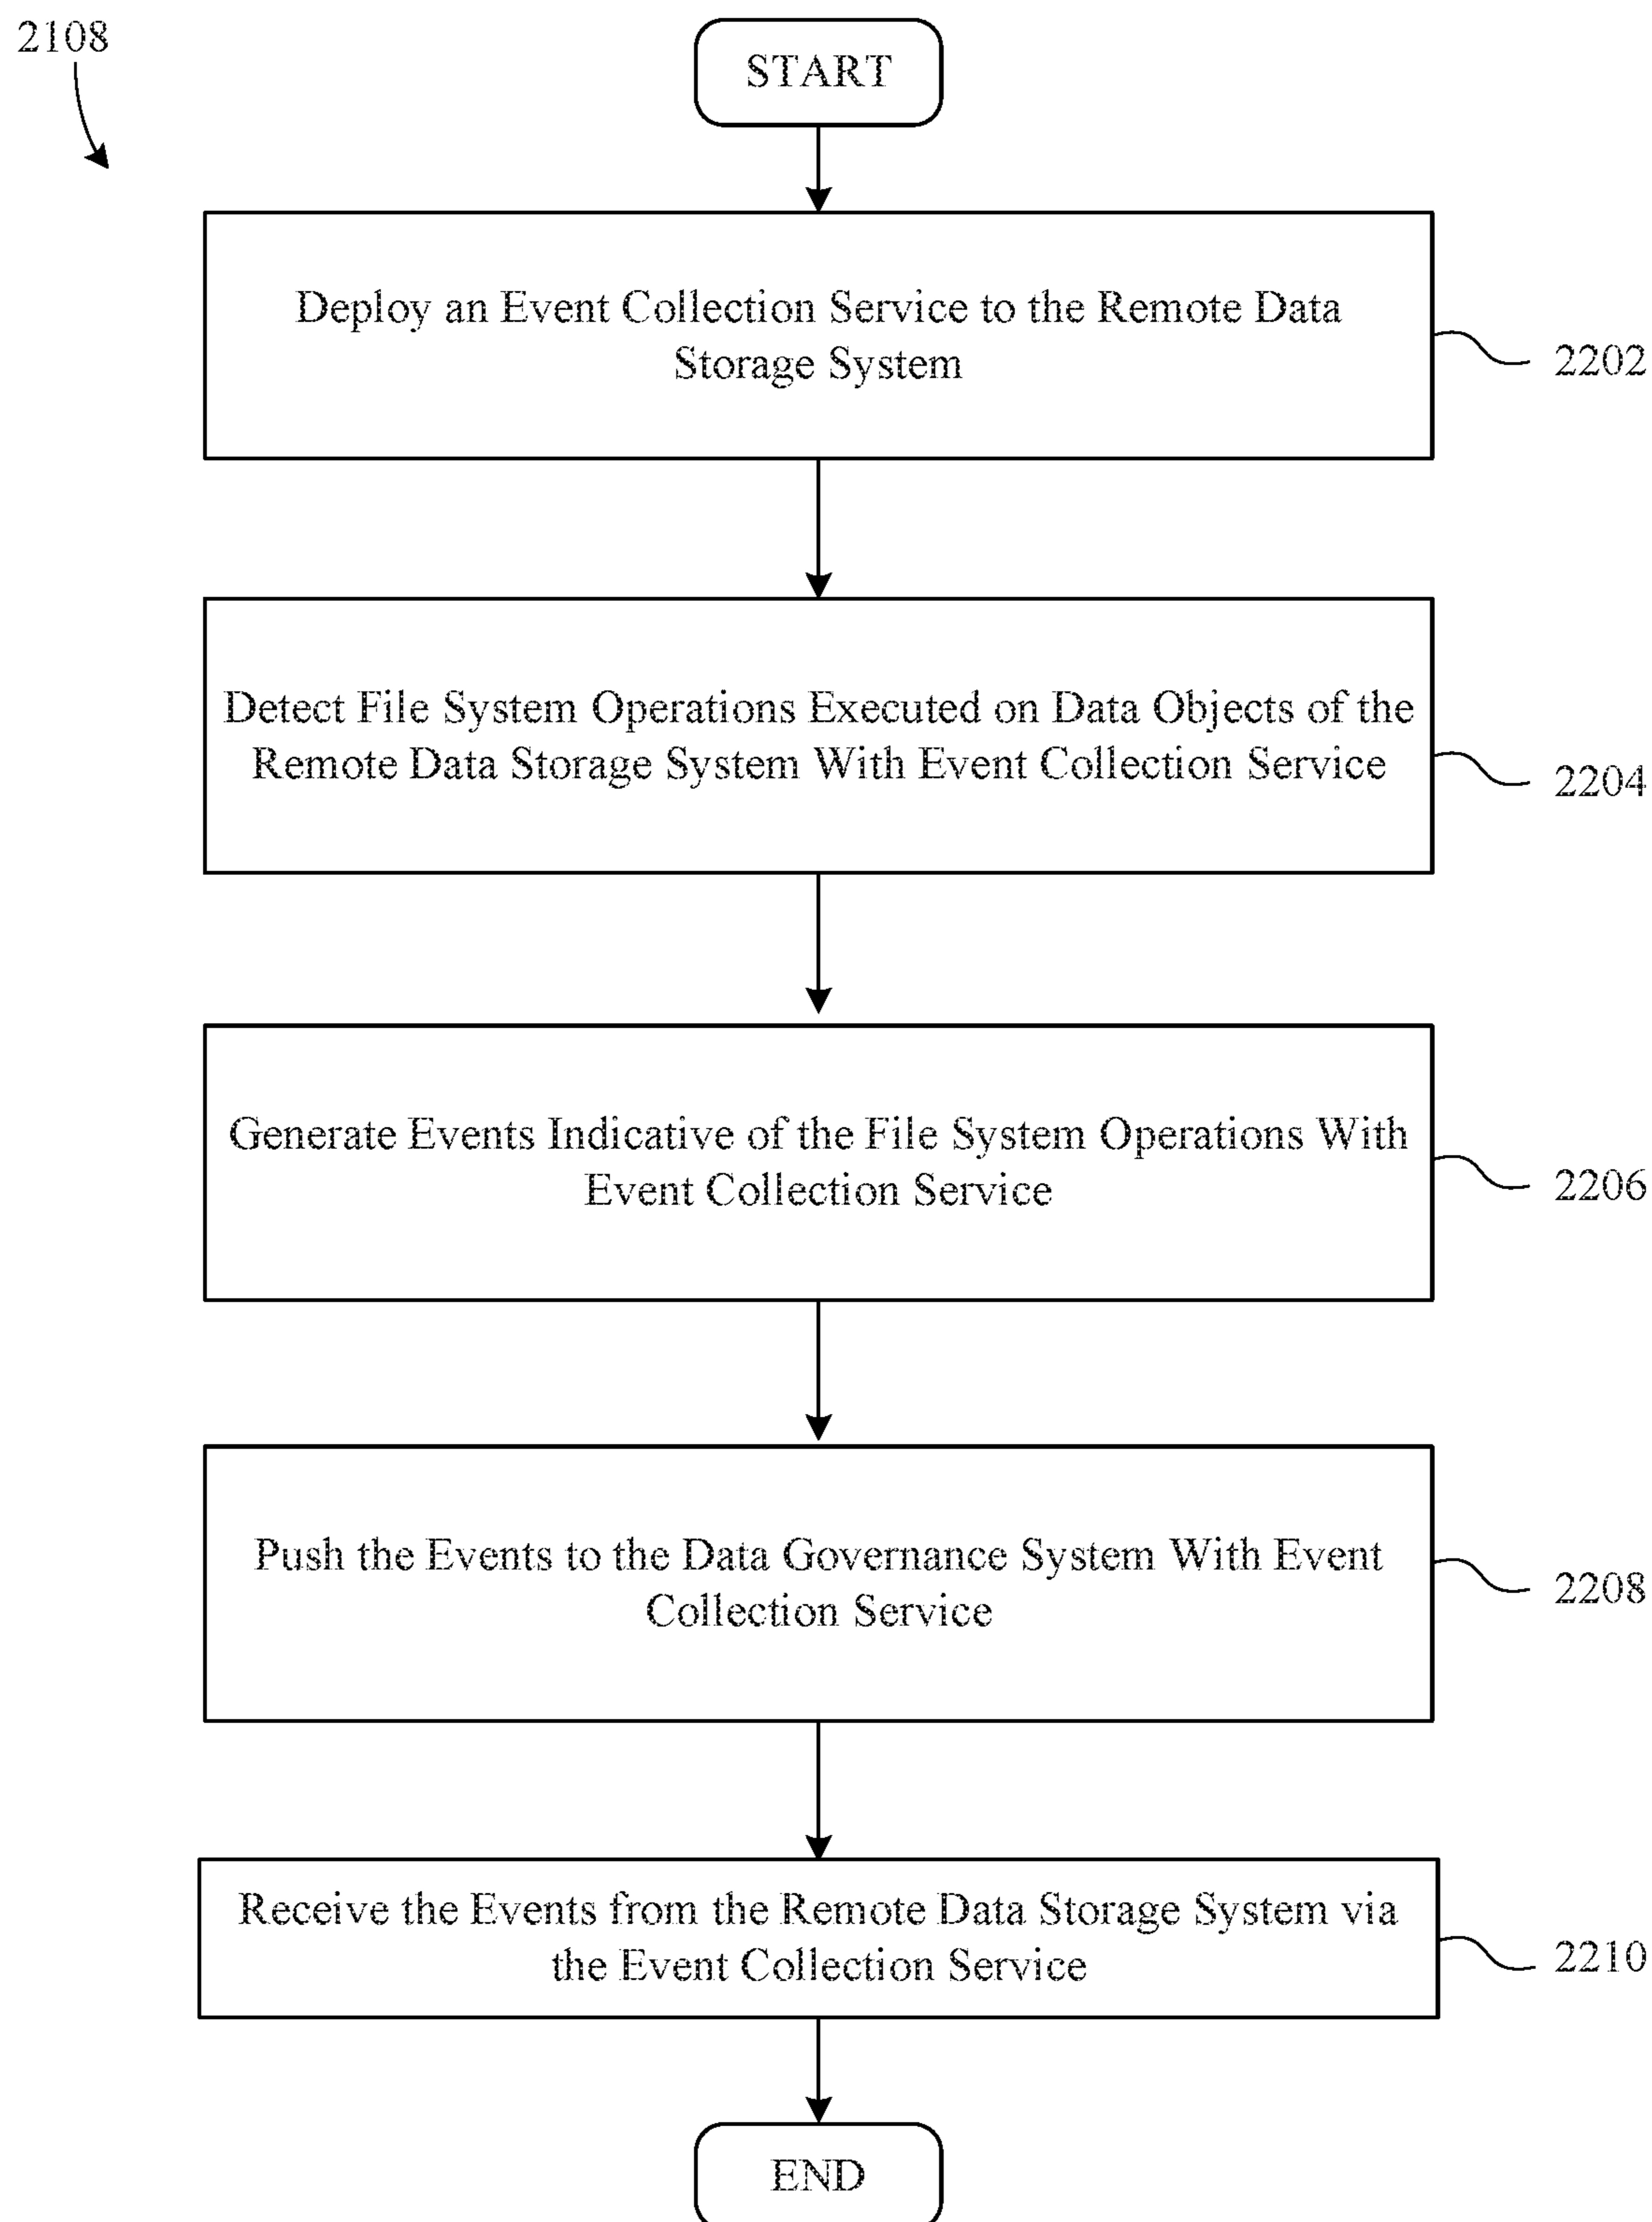 2108
START
Deploy an Event Collection Service to the Remote Data
Storage System
2202
Detect File System Operations Executed on Data Objects of the
Remote Data Storage System With Event Collection Service
2204
Generate Events Indicative of the File System Operations With
Event Collection Service
2206
Push the Events to the Data Governance System With Event
Collection Service
2208
Receive the Events from the Remote Data Storage System via
the Event Collection Service
2210
END